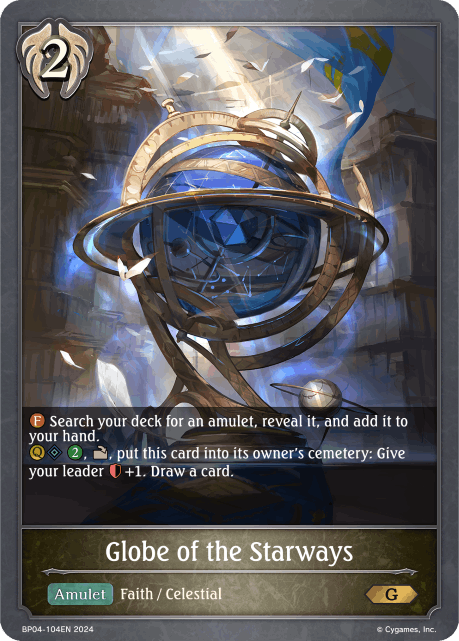 2
F Search your deck for an amulet, reveal it, and add it to
your hand.
Q 2, , put this card into its owner's cemetery: Give
your leader +1. Draw a card.
Globe of the Starways
Amulet Faith / Celestial G
BP04-104EN 2024 © Cygames, Inc.